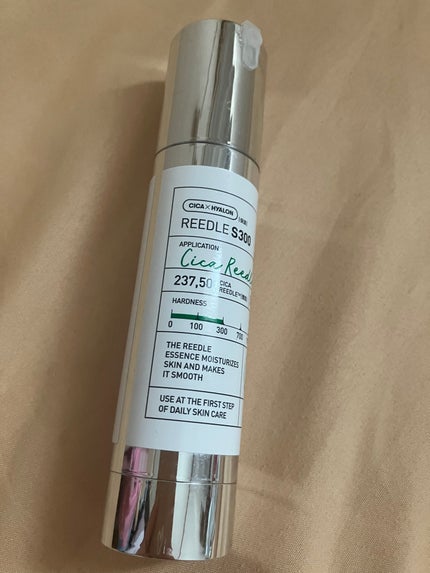 CICA × HYALON
REEDLE S300
APPLICATION
Cica
237,50
CICA
REEDLE™
HARDNESS
0 100 300 700
THE REEDLE
ESSENCE MOISTURIZES
SKIN AND MAKES
IT SMOOTH
USE AT THE FIRST STEP
OF DAILY SKIN CARE